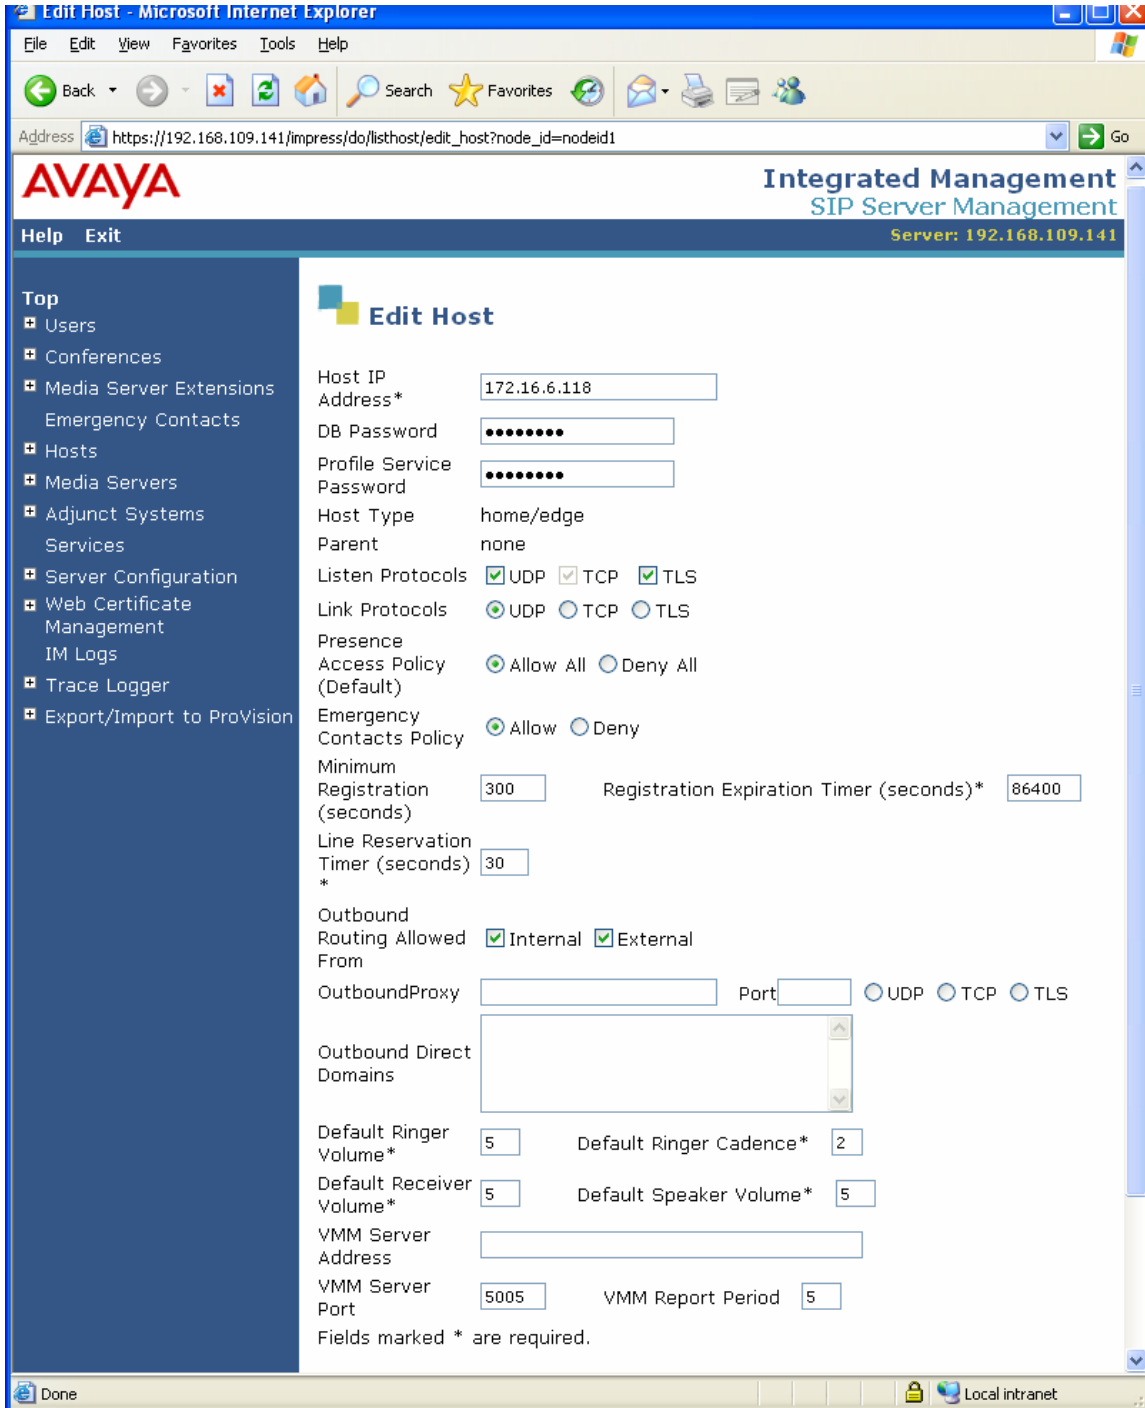 Edit Host - Microsoft Internet Explorer
File Edit View Favorites Tools Help
Back Search Favorites
Address https://192.168.109.141/impress/do/listhost/edit_host?node_id=nodeid1 Go
AVAYA
Integrated Management
SIP Server Management
Help Exit
Server: 192.168.109.141
Top
Users
Conferences
Media Server Extensions
Emergency Contacts
Hosts
Media Servers
Adjunct Systems
Services
Server Configuration
Web Certificate
Management
IM Logs
Trace Logger
Export/Import to ProVision
Edit Host
Host IP
Address*
172.16.6.118
DB Password ••••••••
Profile Service
Password
••••••••
Host Type home/edge
Parent none
Listen Protocols UDP TCP TLS
Link Protocols UDP TCP TLS
Presence
Access Policy
(Default)
Allow All Deny All
Emergency
Contacts Policy
Allow Deny
Minimum
Registration
(seconds)
300 Registration Expiration Timer (seconds)* 86400
Line Reservation
Timer (seconds)
*
30
Outbound
Routing Allowed
From
Internal External
OutboundProxy Port UDP TCP TLS
Outbound Direct
Domains
Default Ringer
Volume*
5 Default Ringer Cadence* 2
Default Receiver
Volume*
5 Default Speaker Volume* 5
VMM Server
Address
VMM Server
Port
5005 VMM Report Period 5
Fields marked * are required.
Done Local intranet